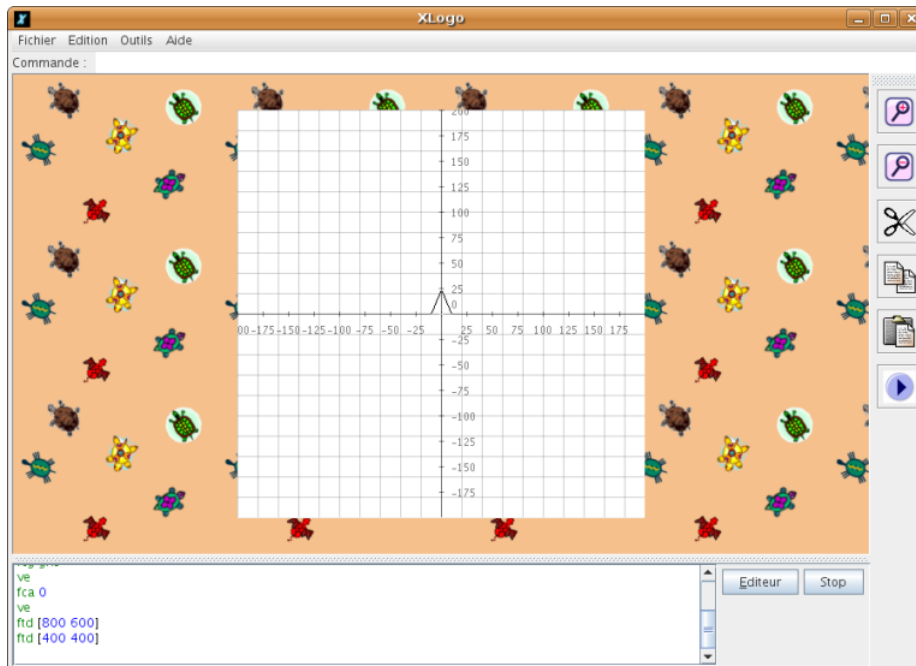 XLogo
Fichier Edition Outils Aide
Commande :
200
175
150
125
100
75
50
25
0
00-175-150-125-100 -75 -50 -25 25 50 75 100 125 150 175
-25
-50
-75
-100
-125
-150
-175
ve
fca 0
ve
ftd [800 600]
ftd [400 400]
Editeur Stop